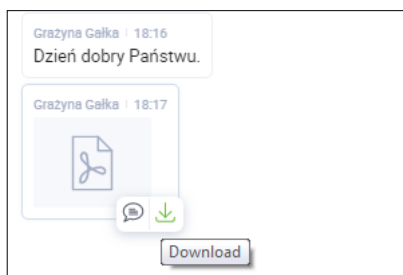 Grażyna Gałka | 18:16
Dzień dobry Państwu.
Grażyna Gałka | 18:17
Download